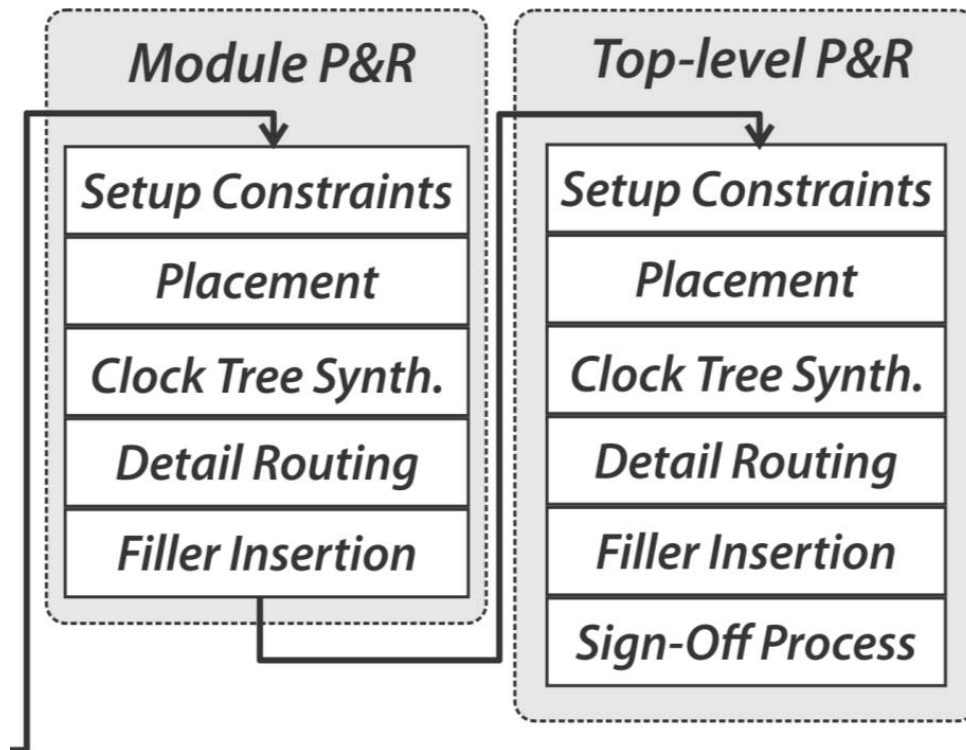 Module P&R
Setup Constraints
Placement
Clock Tree Synth.
Detail Routing
Filler Insertion
Top-level P&R
Setup Constraints
Placement
Clock Tree Synth.
Detail Routing
Filler Insertion
Sign-Off Process